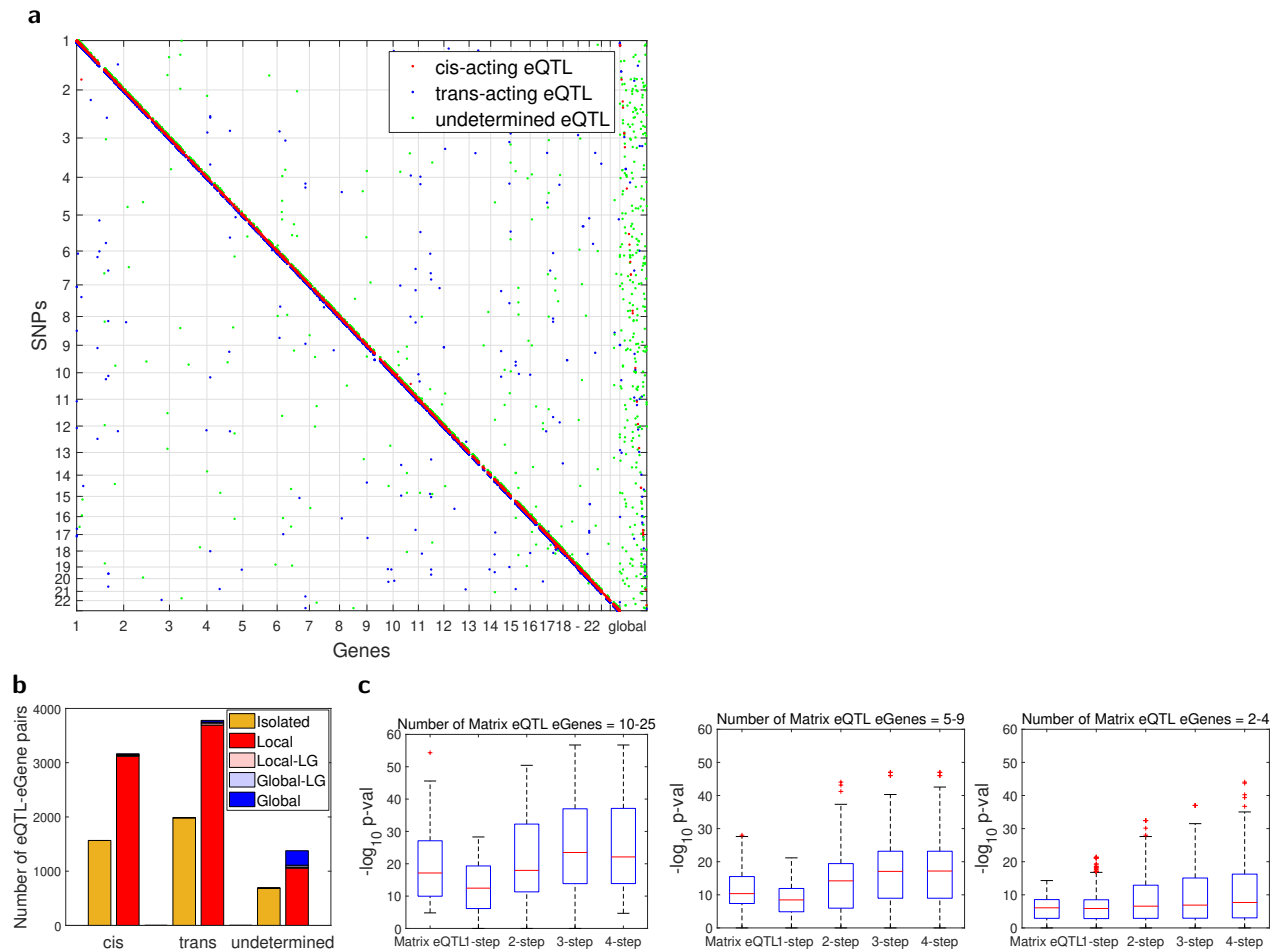 a
cis-acting eQTL
trans-acting eQTL
undetermined eQTL
SNPs
1
2
3
4
5
6
7
8
9
10
11
12
13
14
15
16
17
18
19
20
21
22
1 2 3 4 5 6 7 8 9 10 11 12 13 14 15 16 17 18 - 22 global
Genes
b
Number of eQTL-eGene pairs
4000
3000
2000
1000
0
Isolated
Local
Local-LG
Global-LG
Global
cis trans undetermined
c
Number of Matrix eQTL eGenes = 10-25
-log10 p-val
60
50
40
30
20
10
0
Matrix eQTL 1-step 2-step 3-step 4-step
Number of Matrix eQTL eGenes = 5-9
-log10 p-val
60
50
40
30
20
10
0
Matrix eQTL 1-step 2-step 3-step 4-step
Number of Matrix eQTL eGenes = 2-4
-log10 p-val
60
50
40
30
20
10
0
Matrix eQTL 1-step 2-step 3-step 4-step